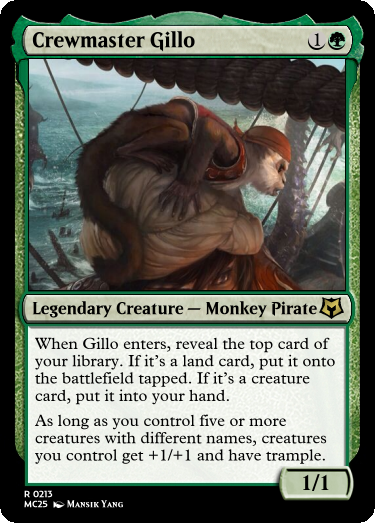 Crewmaster Gillo 1
Legendary Creature — Monkey Pirate
When Gillo enters, reveal the top card of
your library. If it's a land card, put it onto
the battlefield tapped. If it's a creature
card, put it into your hand.
As long as you control five or more
creatures with different names, creatures
you control get +1/+1 and have trample.
1/1
R 0213
MC25 Mansik Yang